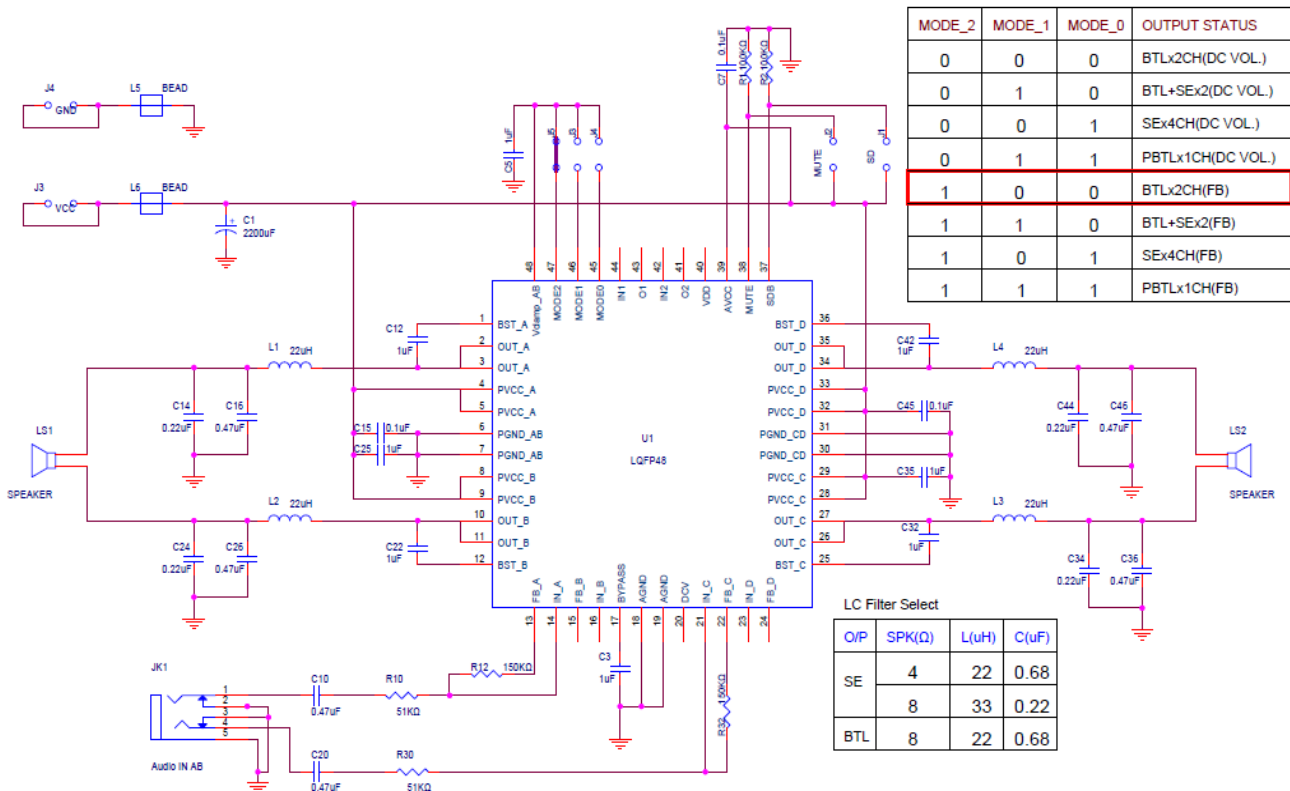 MODE_2 MODE_1 MODE_0 OUTPUT STATUS
0 0 0 BTLx2CH(DC VOL.)
0 1 0 BTL+SEx2(DC VOL.)
0 0 1 SEx4CH(DC VOL.)
0 1 1 PBTLx1CH(DC VOL.)
1 0 0 BTLx2CH(FB)
1 1 0 BTL+SEx2(FB)
1 0 1 SEx4CH(FB)
1 1 1 PBTLx1CH(FB)
J4
GND
L5 BEAD
J3
VCC
L6 BEAD
C1
2200uF
C5 1uF
J5
J3
J4
C7 0.1uF
R1 100KΩ
R2 100KΩ
J2
MUTE
J1
SD
48 47 46 45 44 43 42 41 40 39 38 37
Vdamp_AB MODE2 MODE1 MODE0 IN1 O1 IN2 O2 VDD AVCC MUTE SDB
1 BST_A
2 OUT_A
3 OUT_A
4 PVCC_A
5 PVCC_A
6 PGND_AB
7 PGND_AB
8 PVCC_B
9 PVCC_B
10 OUT_B
11 OUT_B
12 BST_B
U1
LQFP48
BST_D 36
OUT_D 35
OUT_D 34
PVCC_D 33
PVCC_D 32
PGND_CD 31
PGND_CD 30
PVCC_C 29
PVCC_C 28
OUT_C 27
OUT_C 26
BST_C 25
FB_A IN_A FB_B IN_B BYPASS AGND AGND DCV IN_C FB_C IN_D FB_D
13 14 15 16 17 18 19 20 21 22 23 24
C12
1uF
L1 22uH
C14
0.22uF
C16
0.47uF
C15 0.1uF
C25 1uF
LS1
SPEAKER
L2 22uH
C24
0.22uF
C26
0.47uF
C22
1uF
C42
1uF
L4 22uH
C44
0.22uF
C46
0.47uF
C45 0.1uF
C35 1uF
LS2
SPEAKER
L3 22uH
C32
1uF
C34
0.22uF
C36
0.47uF
JK1
1
2
3
4
5
Audio IN AB
C10
0.47uF
R10
51KΩ
R12 150KΩ
C20
0.47uF
R30
51KΩ
C3
1uF
R32 150KΩ
LC Filter Select
O/P SPK(Ω) L(uH) C(uF)
SE 4 22 0.68
8 33 0.22
BTL 8 22 0.68